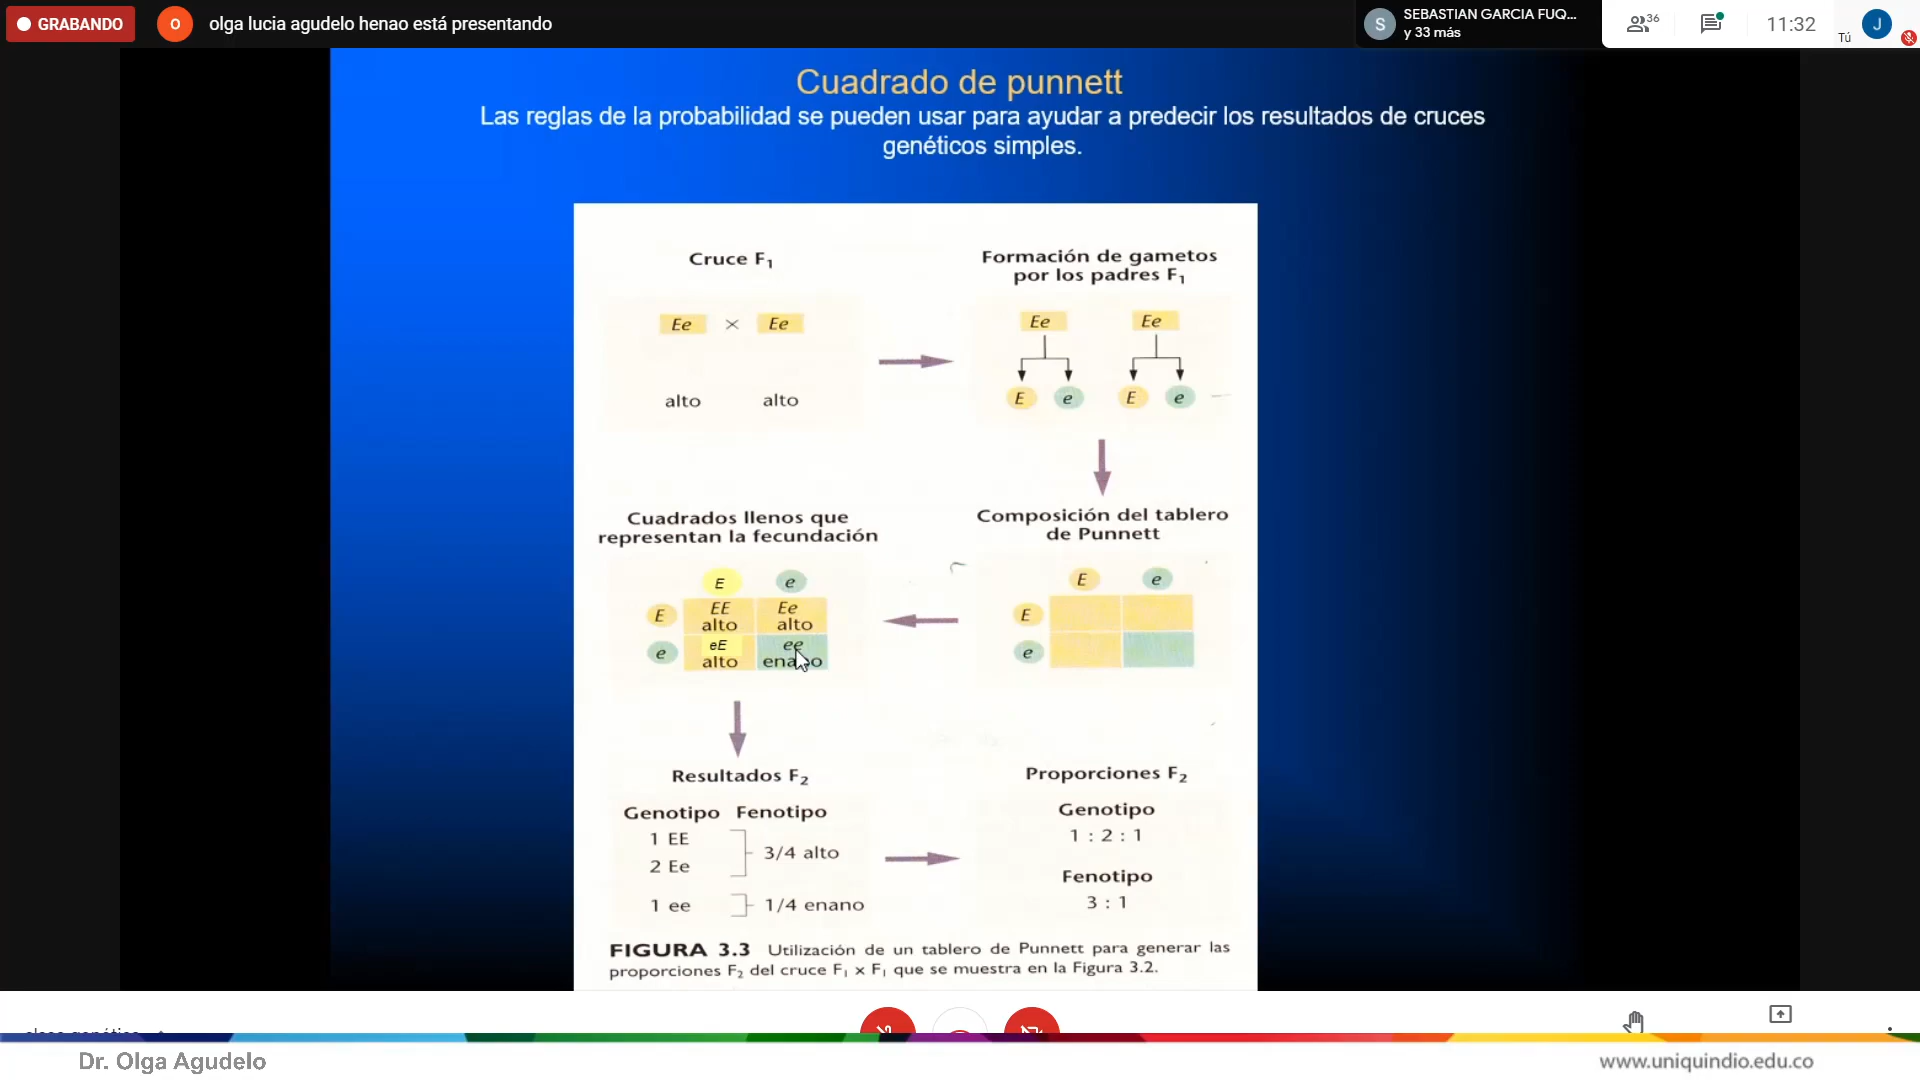 GRABANDO
O
olga lucia agudelo henao está presentando
S
SEBASTIAN GARCIA FUQ...
y 33 más
36
11:32
Tú
J
Cuadrado de punnett
Las reglas de la probabilidad se pueden usar para ayudar a predecir los resultados de cruces
genéticos simples.
Cruce F1
Ee × Ee
alto alto
Formación de gametos
por los padres F1
Ee Ee
E e E e
Cuadrados llenos que
representan la fecundación
E e
E EE Ee
alto alto
e eE ee
alto enano
Composición del tablero
de Punnett
E e
E
e
Resultados F2
Genotipo Fenotipo
1 EE
2 Ee
3/4 alto
1 ee 1/4 enano
Proporciones F2
Genotipo
1 : 2 : 1
Fenotipo
3 : 1
FIGURA 3.3 Utilización de un tablero de Punnett para generar las
proporciones F2 del cruce F1 x F1 que se muestra en la Figura 3.2.
Dr. Olga Agudelo
www.uniquindio.edu.co